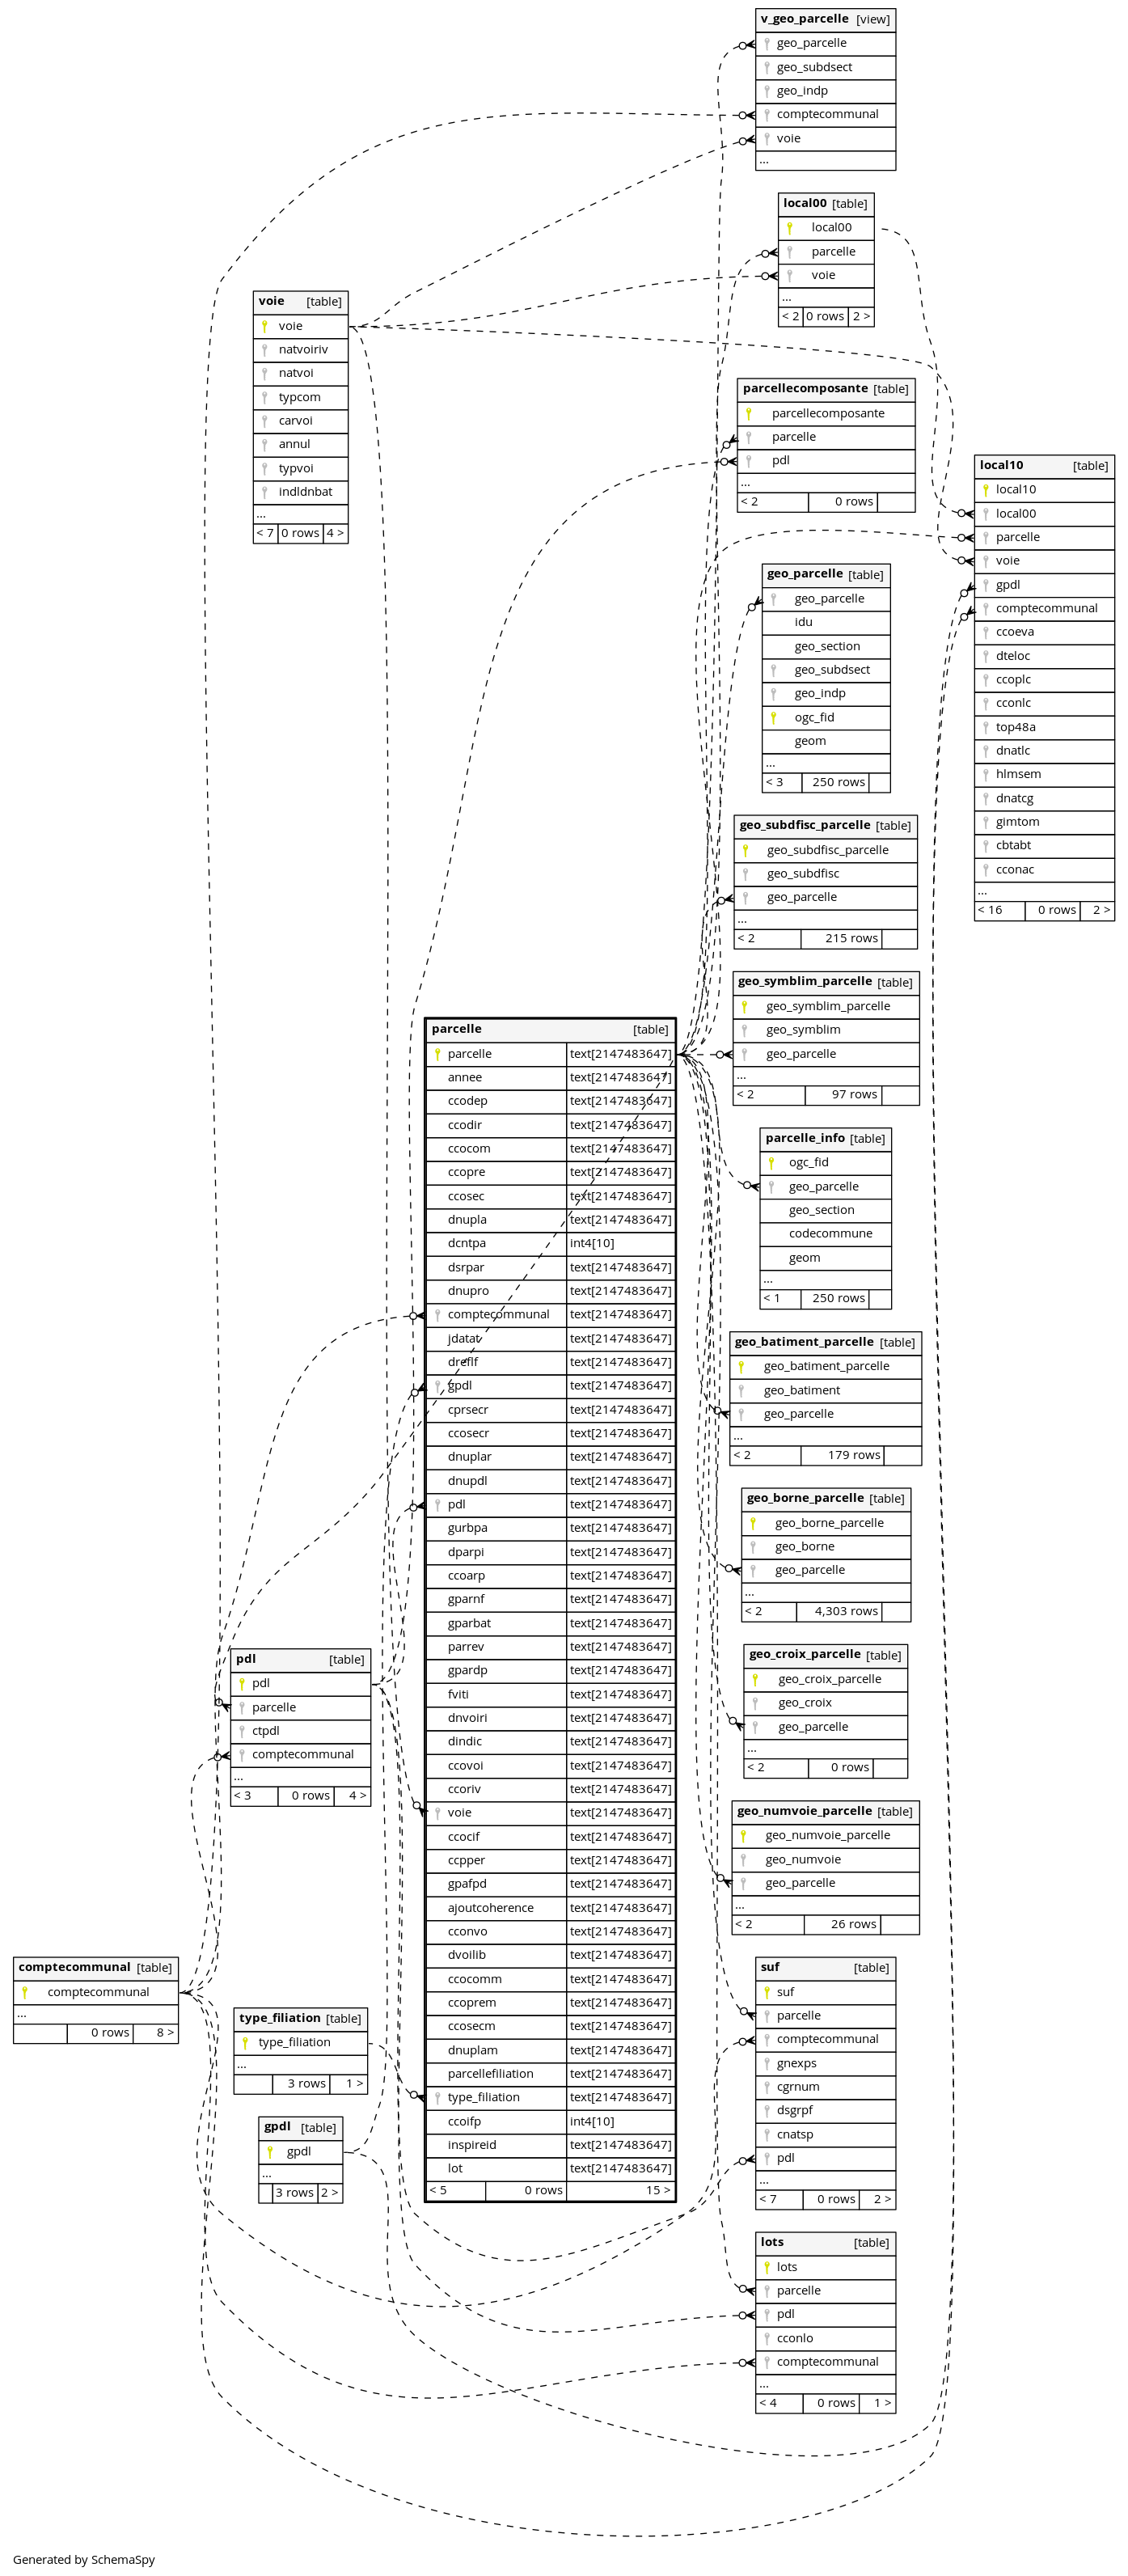 v_geo_parcelle [view]
geo_parcelle
geo_subdsect
geo_indp
comptecommunal
voie
...
local00 [table]
local00
parcelle
voie
...
< 2 0 rows 2 >
voie [table]
voie
natvoiriv
natvoi
typcom
carvoi
annul
typvoi
indldnbat
...
< 7 0 rows 4 >
parcellecomposante [table]
parcellecomposante
parcelle
pdl
...
< 2 0 rows
local10 [table]
local10
local00
parcelle
voie
gpdl
comptecommunal
ccoeva
dteloc
ccoplc
cconlc
top48a
dnatlc
hlmsem
dnatcg
gimtom
cbtabt
cconac
...
< 16 0 rows 2 >
geo_parcelle [table]
geo_parcelle
idu
geo_section
geo_subdsect
geo_indp
ogc_fid
geom
...
< 3 250 rows
geo_subdfisc_parcelle [table]
geo_subdfisc_parcelle
geo_subdfisc
geo_parcelle
...
< 2 215 rows
geo_symblim_parcelle [table]
geo_symblim_parcelle
geo_symblim
geo_parcelle
...
< 2 97 rows
parcelle [table]
parcelle text[2147483647]
annee text[2147483647]
ccodep text[2147483647]
ccodir text[2147483647]
ccocom text[2147483647]
ccopre text[2147483647]
ccosec text[2147483647]
dnupla text[2147483647]
dcntpa int4[10]
dsrpar text[2147483647]
dnupro text[2147483647]
comptecommunal text[2147483647]
jdatat text[2147483647]
dreflf text[2147483647]
gpdl text[2147483647]
cprsecr text[2147483647]
ccosecr text[2147483647]
dnuplar text[2147483647]
dnupdl text[2147483647]
pdl text[2147483647]
gurbpa text[2147483647]
dparpi text[2147483647]
ccoarp text[2147483647]
gparnf text[2147483647]
gparbat text[2147483647]
parrev text[2147483647]
gpardp text[2147483647]
fviti text[2147483647]
dnvoiri text[2147483647]
dindic text[2147483647]
ccovoi text[2147483647]
ccoriv text[2147483647]
voie text[2147483647]
ccocif text[2147483647]
ccpper text[2147483647]
gpafpd text[2147483647]
ajoutcoherence text[2147483647]
cconvo text[2147483647]
dvoilib text[2147483647]
ccocomm text[2147483647]
ccoprem text[2147483647]
ccosecm text[2147483647]
dnuplam text[2147483647]
parcellefiliation text[2147483647]
type_filiation text[2147483647]
ccoifp int4[10]
inspireid text[2147483647]
lot text[2147483647]
< 5 0 rows 15 >
parcelle_info [table]
ogc_fid
geo_parcelle
geo_section
codecommune
geom
...
< 1 250 rows
geo_batiment_parcelle [table]
geo_batiment_parcelle
geo_batiment
geo_parcelle
...
< 2 179 rows
geo_borne_parcelle [table]
geo_borne_parcelle
geo_borne
geo_parcelle
...
< 2 4,303 rows
geo_croix_parcelle [table]
geo_croix_parcelle
geo_croix
geo_parcelle
...
< 2 0 rows
pdl [table]
pdl
parcelle
ctpdl
comptecommunal
...
< 3 0 rows 4 >
geo_numvoie_parcelle [table]
geo_numvoie_parcelle
geo_numvoie
geo_parcelle
...
< 2 26 rows
comptecommunal [table]
comptecommunal
...
0 rows 8 >
type_filiation [table]
type_filiation
...
3 rows 1 >
gpdl [table]
gpdl
...
3 rows 2 >
suf [table]
suf
parcelle
comptecommunal
gnexps
cgrnum
dsgrpf
cnatsp
pdl
...
< 7 0 rows 2 >
lots [table]
lots
parcelle
pdl
cconlo
comptecommunal
...
< 4 0 rows 1 >
Generated by SchemaSpy